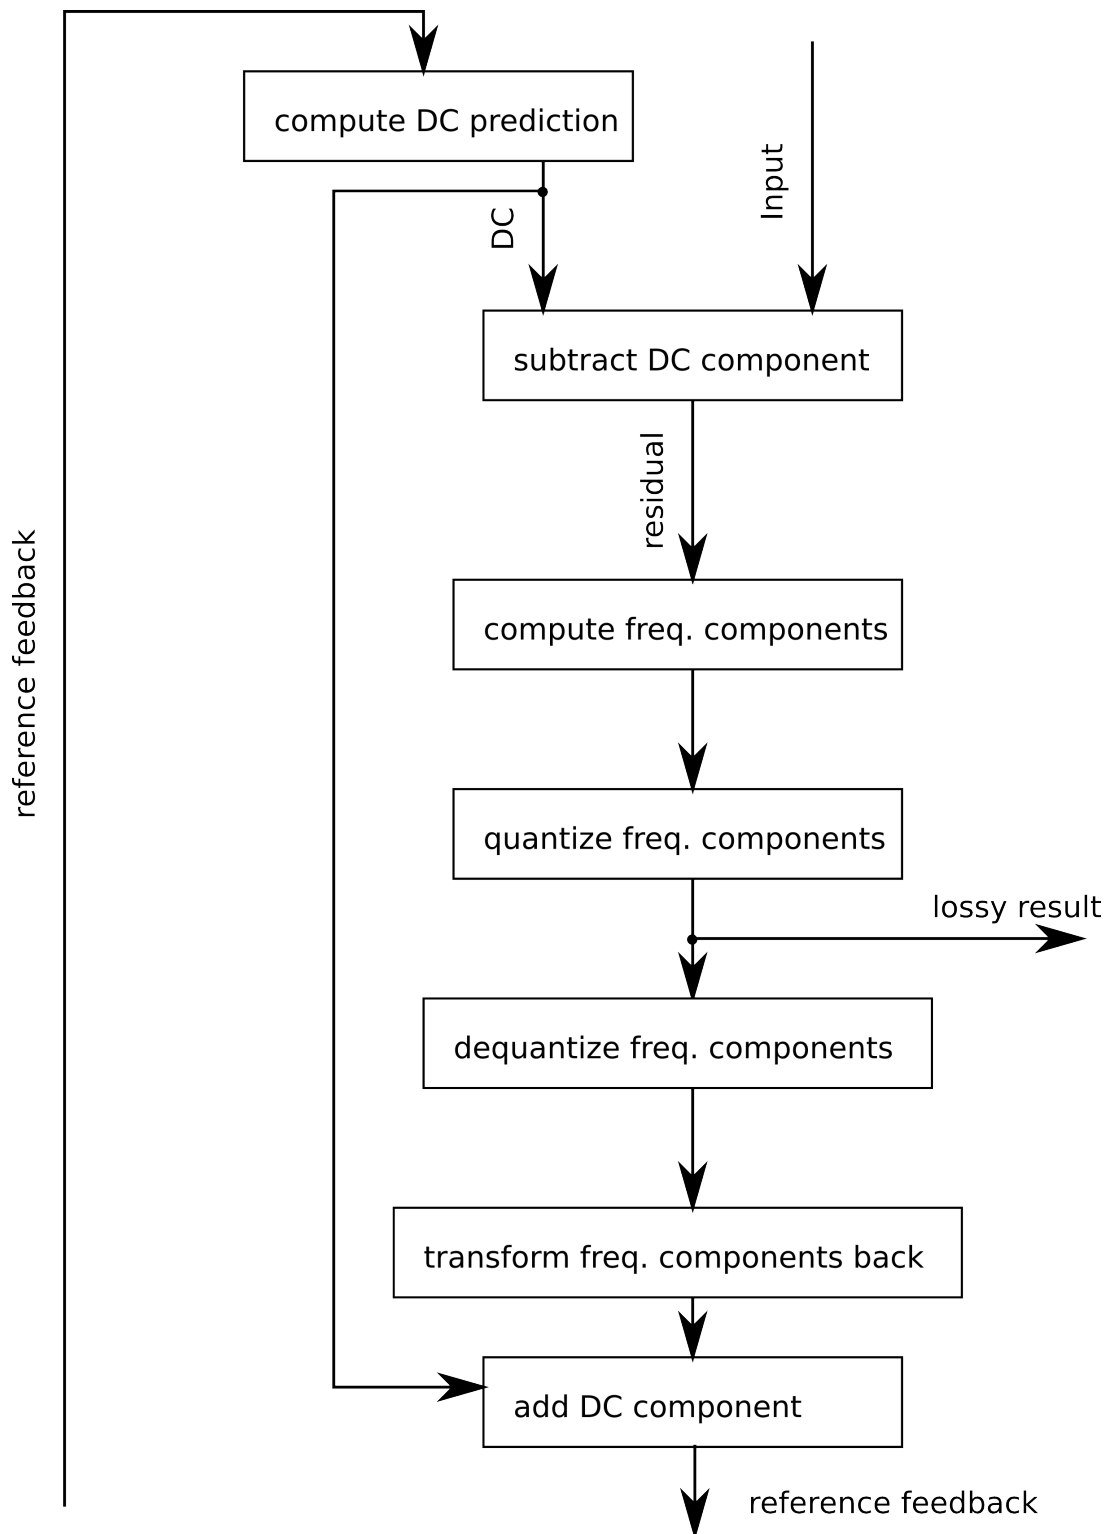 compute DC prediction
Input
DC
subtract DC component
residual
reference feedback
compute freq. components
quantize freq. components
lossy result
dequantize freq. components
transform freq. components back
add DC component
reference feedback